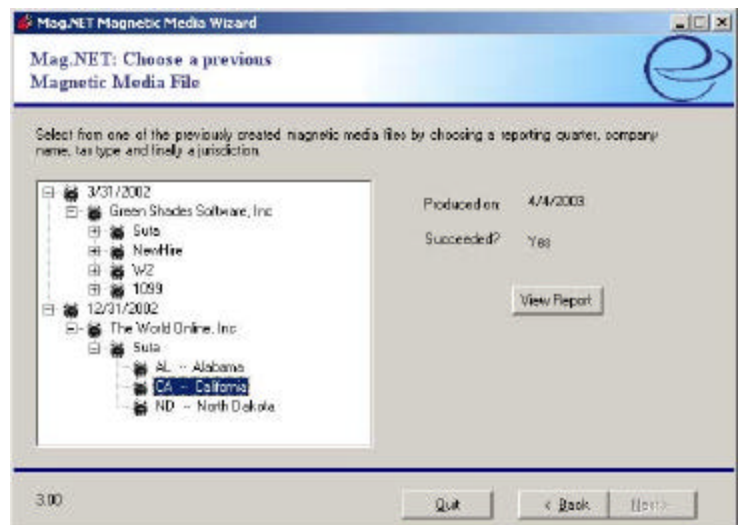 Mag.NET Magnetic Media Wizard
Mag.NET: Choose a previous
Magnetic Media File
Select from one of the previously created magnetic media files by choosing a reporting quarter, company
name, tax type and finally a jurisdiction.
3/31/2002
Green Shades Software, Inc
Suta
NewHire
W2
1099
12/31/2002
The World Online, Inc
Suta
AL -- Alabama
CA -- California
ND -- North Dakota
Produced on: 4/4/2003
Succeeded? Yes
View Report
3.00
Quit
< Back
Next >